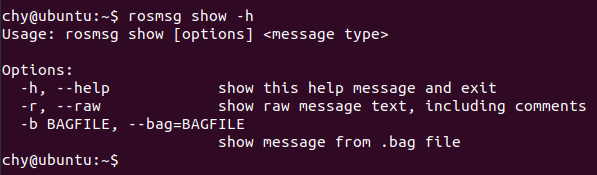 chy@ubuntu:~$ rosmsg show -h
Usage: rosmsg show [options] <message type>

Options:
  -h, --help            show this help message and exit
  -r, --raw             show raw message text, including comments
  -b BAGFILE, --bag=BAGFILE
                        show message from .bag file
chy@ubuntu:~$